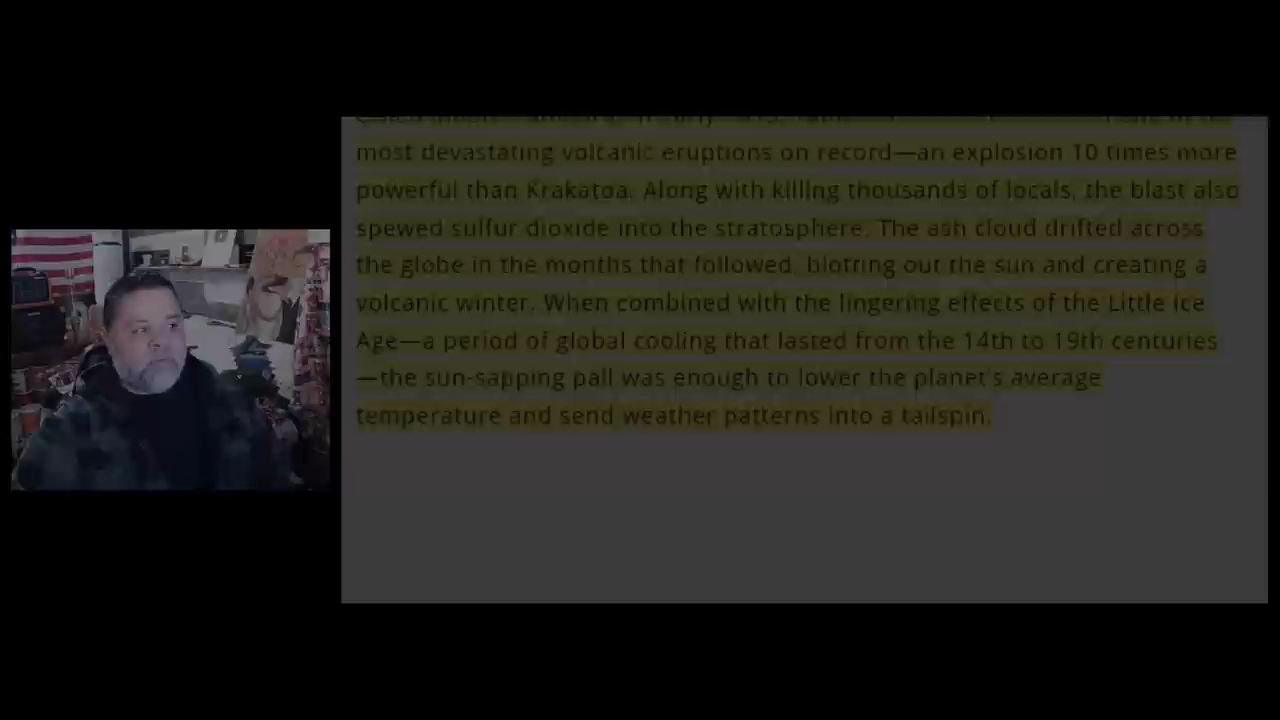 most devastating volcanic eruptions on record—an explosion 10 times more
powerful than Krakatoa. Along with killing thousands of locals, the blast also
spewed sulfur dioxide into the stratosphere. The ash cloud drifted across
the globe in the months that followed, blotting out the sun and creating a
volcanic winter. When combined with the lingering effects of the Little Ice
Age—a period of global cooling that lasted from the 14th to 19th centuries
—the sun-sapping pall was enough to lower the planet's average
temperature and send weather patterns into a tailspin.